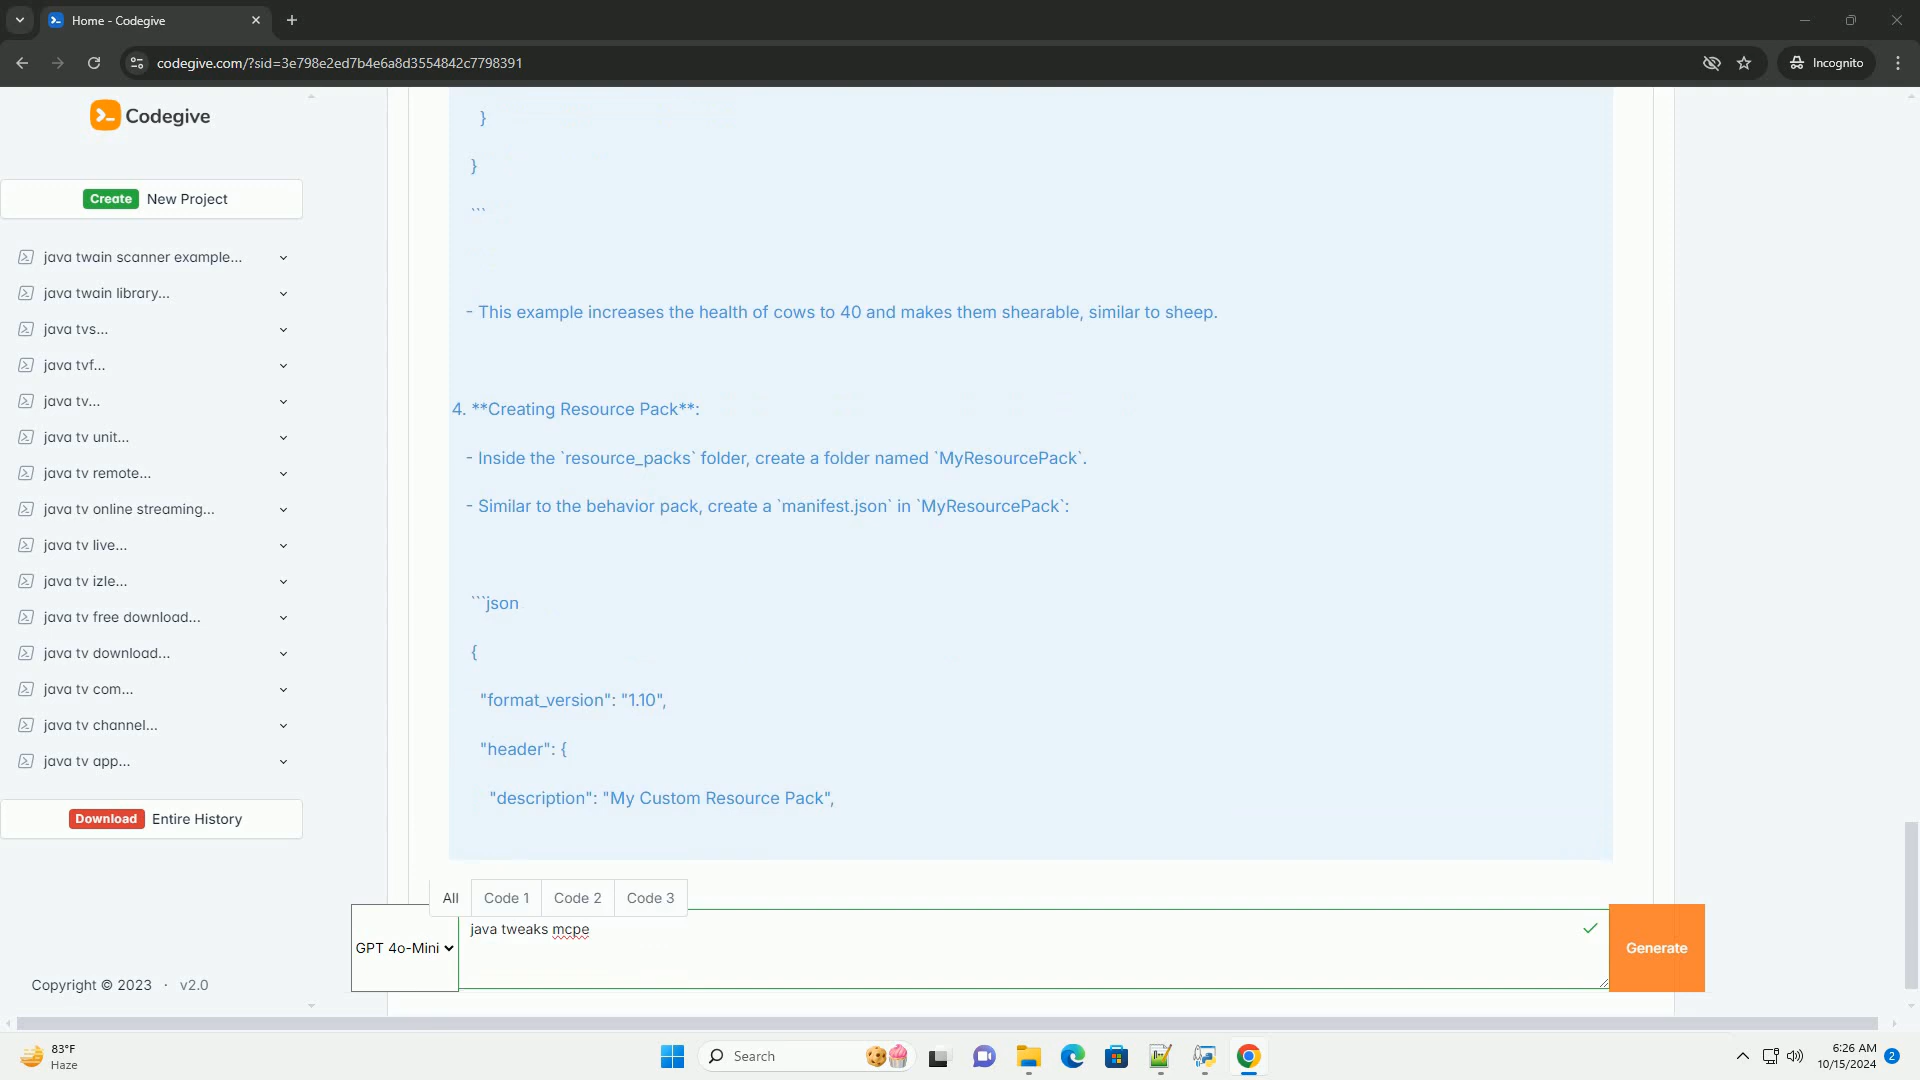 Home - Codegive
codegive.com/?sid=3e798e2ed7b4e6a8d3554842c7798391
Incognito
Codegive
Create New Project
java twain scanner example...
java twain library...
java tvs...
java tvf...
java tv...
java tv unit...
java tv remote...
java tv online streaming...
java tv live...
java tv izle...
java tv free download...
java tv download...
java tv com...
java tv channel...
java tv app...
Download Entire History
Copyright © 2023 · v2.0
}
}
```
- This example increases the health of cows to 40 and makes them shearable, similar to sheep.
4. **Creating Resource Pack**:
- Inside the `resource_packs` folder, create a folder named `MyResourcePack`.
- Similar to the behavior pack, create a `manifest.json` in `MyResourcePack`:
```json
{
"format_version": "1.10",
"header": {
"description": "My Custom Resource Pack",
All Code 1 Code 2 Code 3
GPT 4o-Mini
java tweaks mcpe
Generate
83°F
Haze
Search
6:26 AM
10/15/2024
2